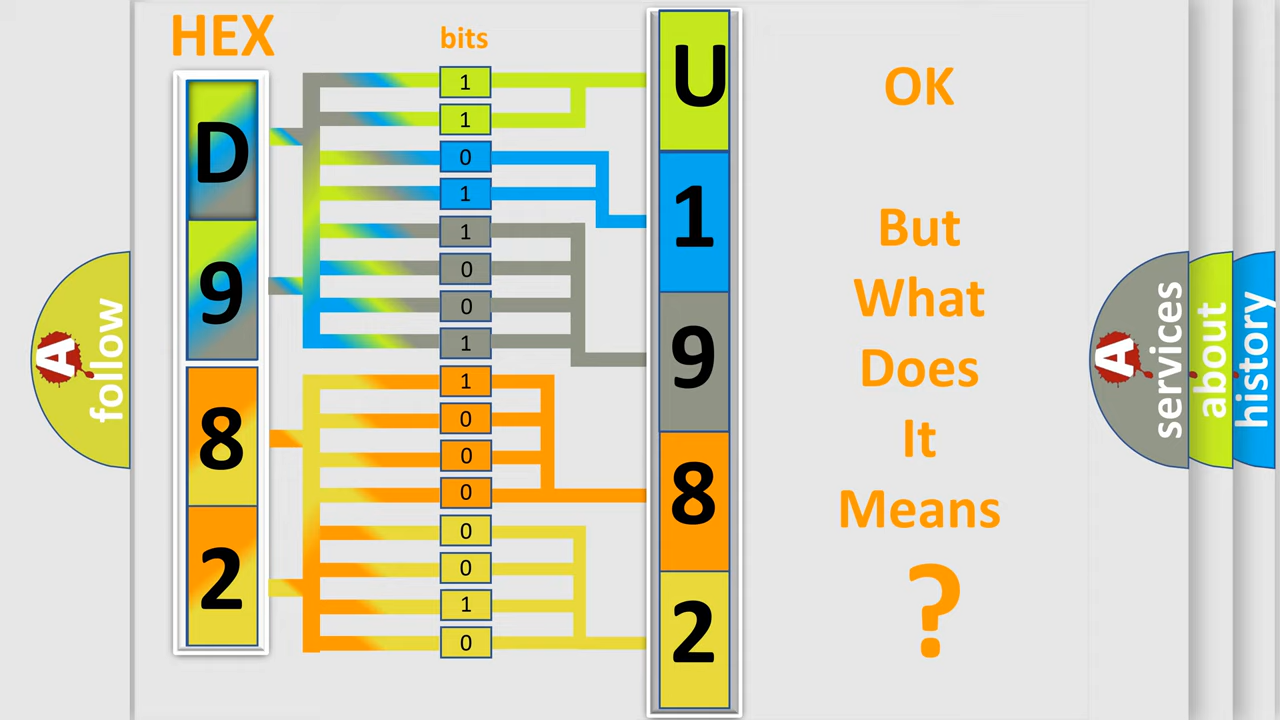 HEX
bits
D
9
8
2
1
1
0
1
1
0
0
1
1
0
0
0
0
0
1
0
U
1
9
8
2
OK
But
What
Does
It
Means
?
A
follow
A
services
about
history